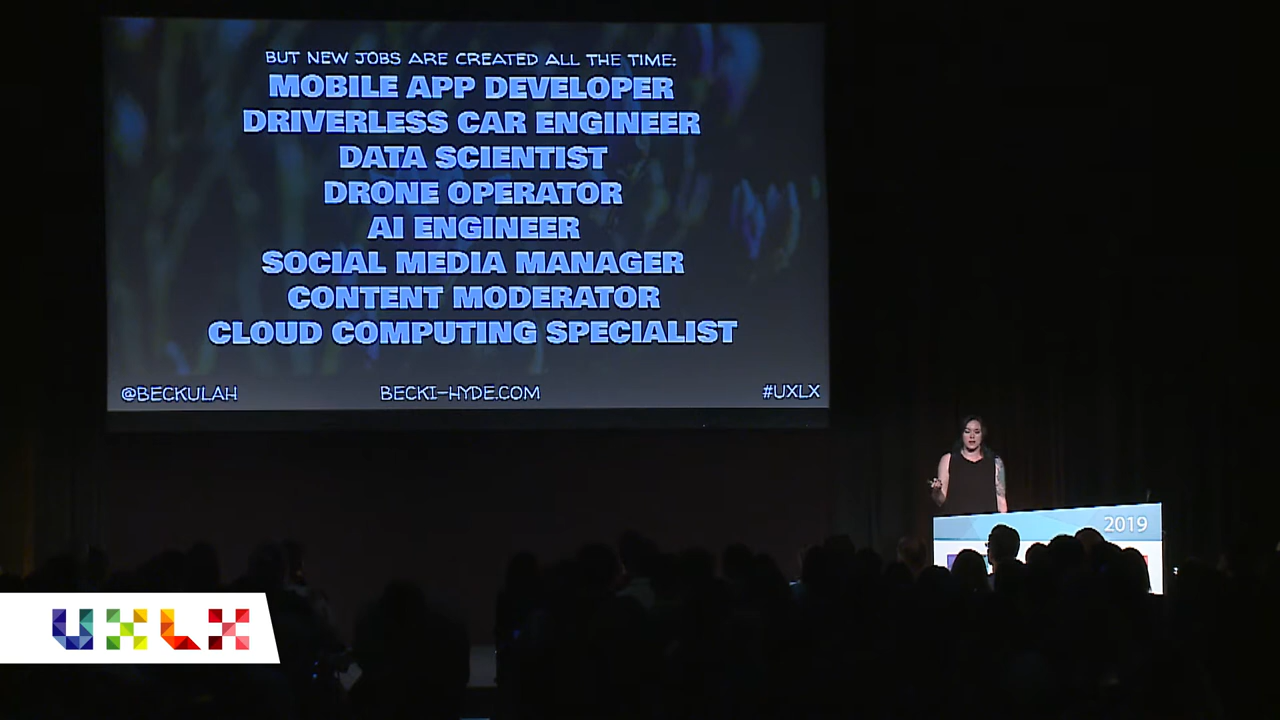 BUT NEW JOBS ARE CREATED ALL THE TIME:
MOBILE APP DEVELOPER
DRIVERLESS CAR ENGINEER
DATA SCIENTIST
DRONE OPERATOR
AI ENGINEER
SOCIAL MEDIA MANAGER
CONTENT MODERATOR
CLOUD COMPUTING SPECIALIST
@BECKULAH BECKI-HYDE.COM #UXLX
2019
UXLX